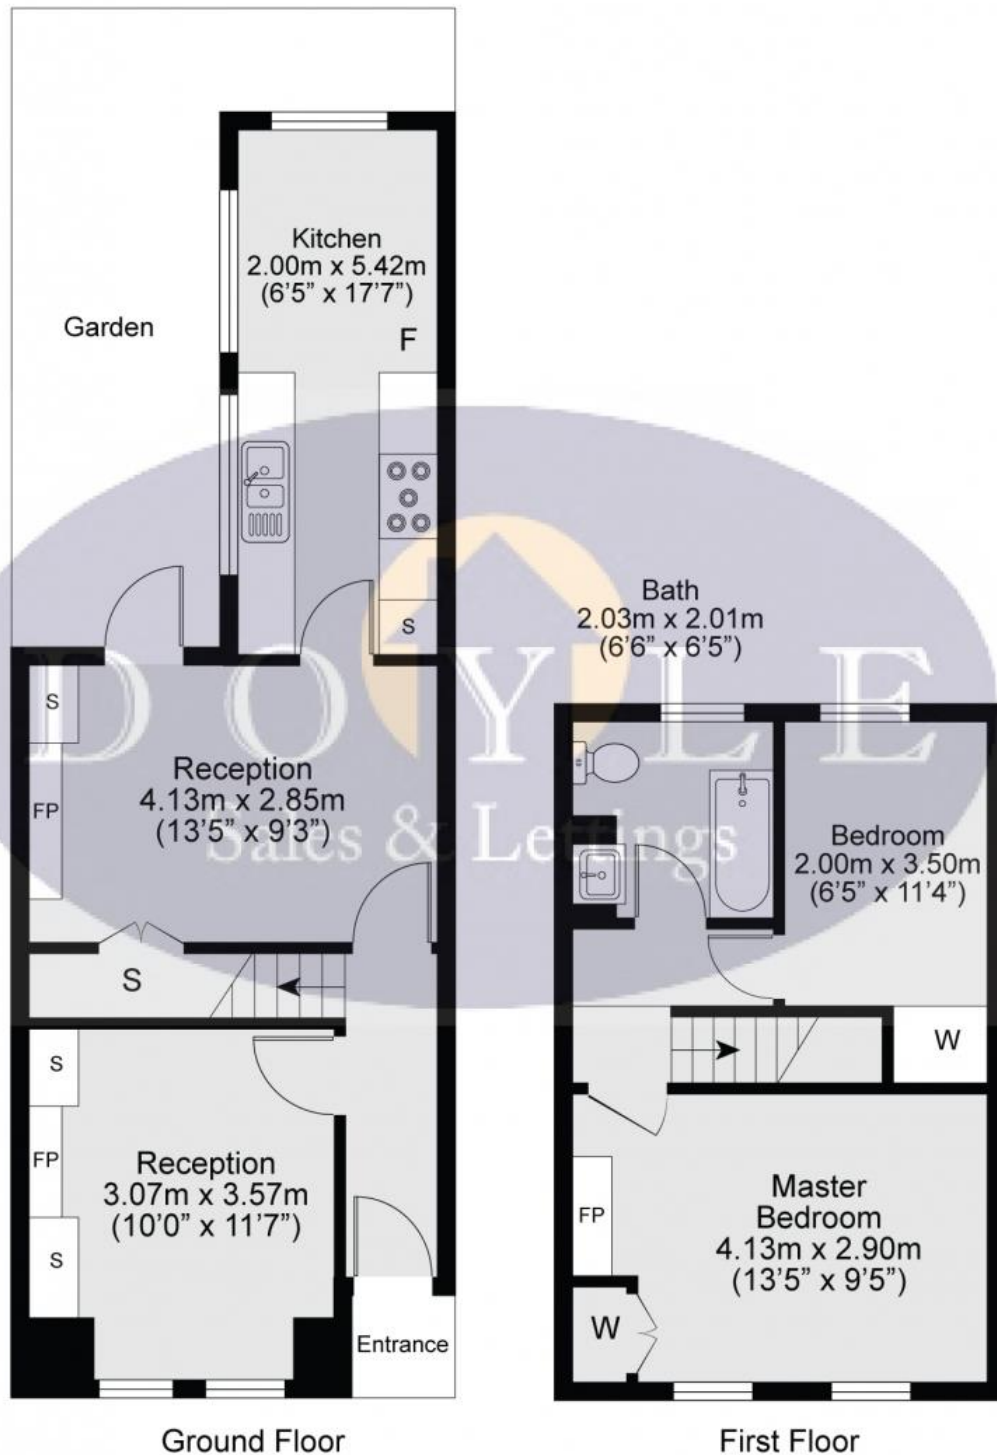 Kitchen
2.00m x 5.42m
(6'5" x 17'7")
F
Garden
S
S
Reception
4.13m x 2.85m
(13'5" x 9'3")
FP
S
S
FP
Reception
3.07m x 3.57m
(10'0" x 11'7")
S
Entrance
Ground Floor
Bath
2.03m x 2.01m
(6'6" x 6'5")
Bedroom
2.00m x 3.50m
(6'5" x 11'4")
W
Master
Bedroom
4.13m x 2.90m
(13'5" x 9'5")
FP
W
First Floor
DOYLE
Sales & Lettings